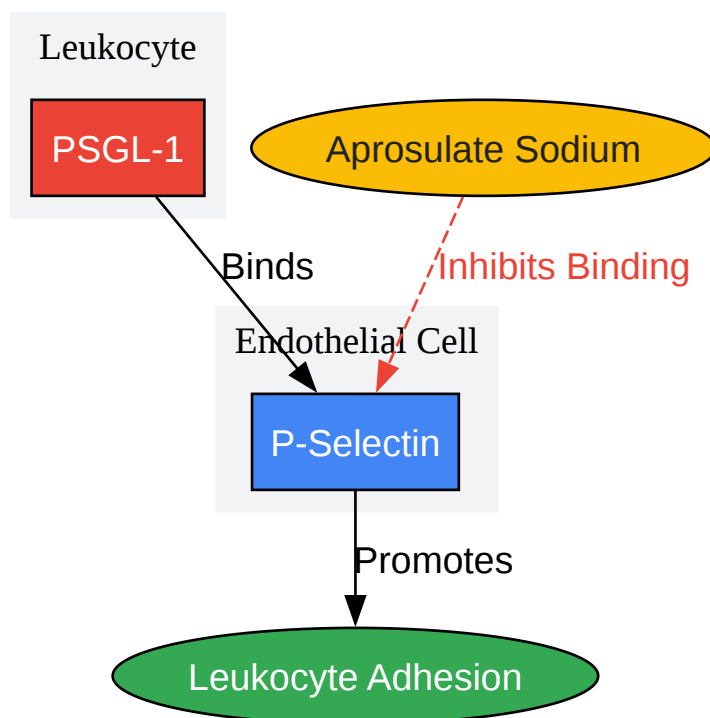 Leukocyte
PSGL-1
Aprosulate Sodium
Binds
Inhibits Binding
Endothelial Cell
P-Selectin
Promotes
Leukocyte Adhesion